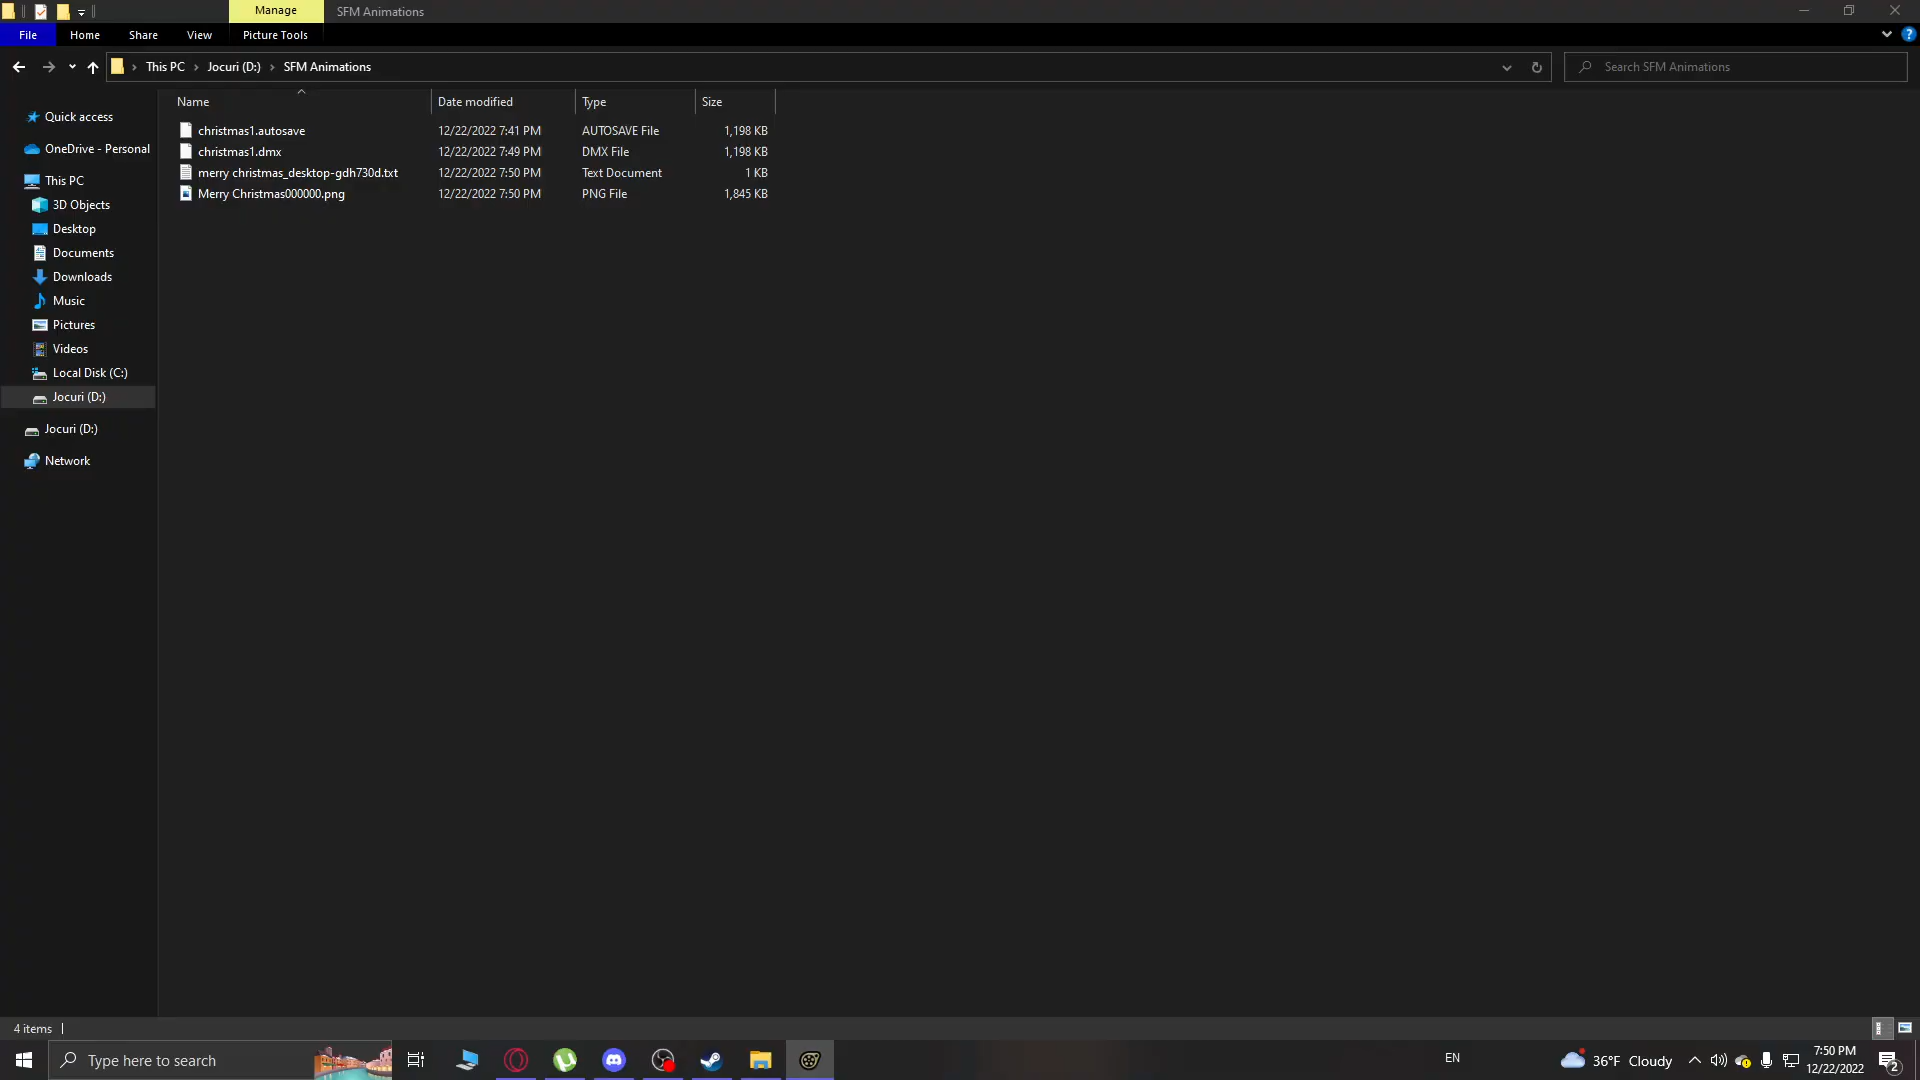 Manage
SFM Animations
File
Home
Share
View
Picture Tools
This PC
Jocuri (D:)
SFM Animations
Search SFM Animations
Name
Date modified
Type
Size
christmas1.autosave
12/22/2022 7:41 PM
AUTOSAVE File
1,198 KB
christmas1.dmx
12/22/2022 7:49 PM
DMX File
1,198 KB
merry christmas_desktop-gdh730d.txt
12/22/2022 7:50 PM
Text Document
1 KB
Merry Christmas000000.png
12/22/2022 7:50 PM
PNG File
1,845 KB
Quick access
OneDrive - Personal
This PC
3D Objects
Desktop
Documents
Downloads
Music
Pictures
Videos
Local Disk (C:)
Jocuri (D:)
Jocuri (D:)
Network
4 items
Type here to search
EN
36°F Cloudy
7:50 PM
12/22/2022
2